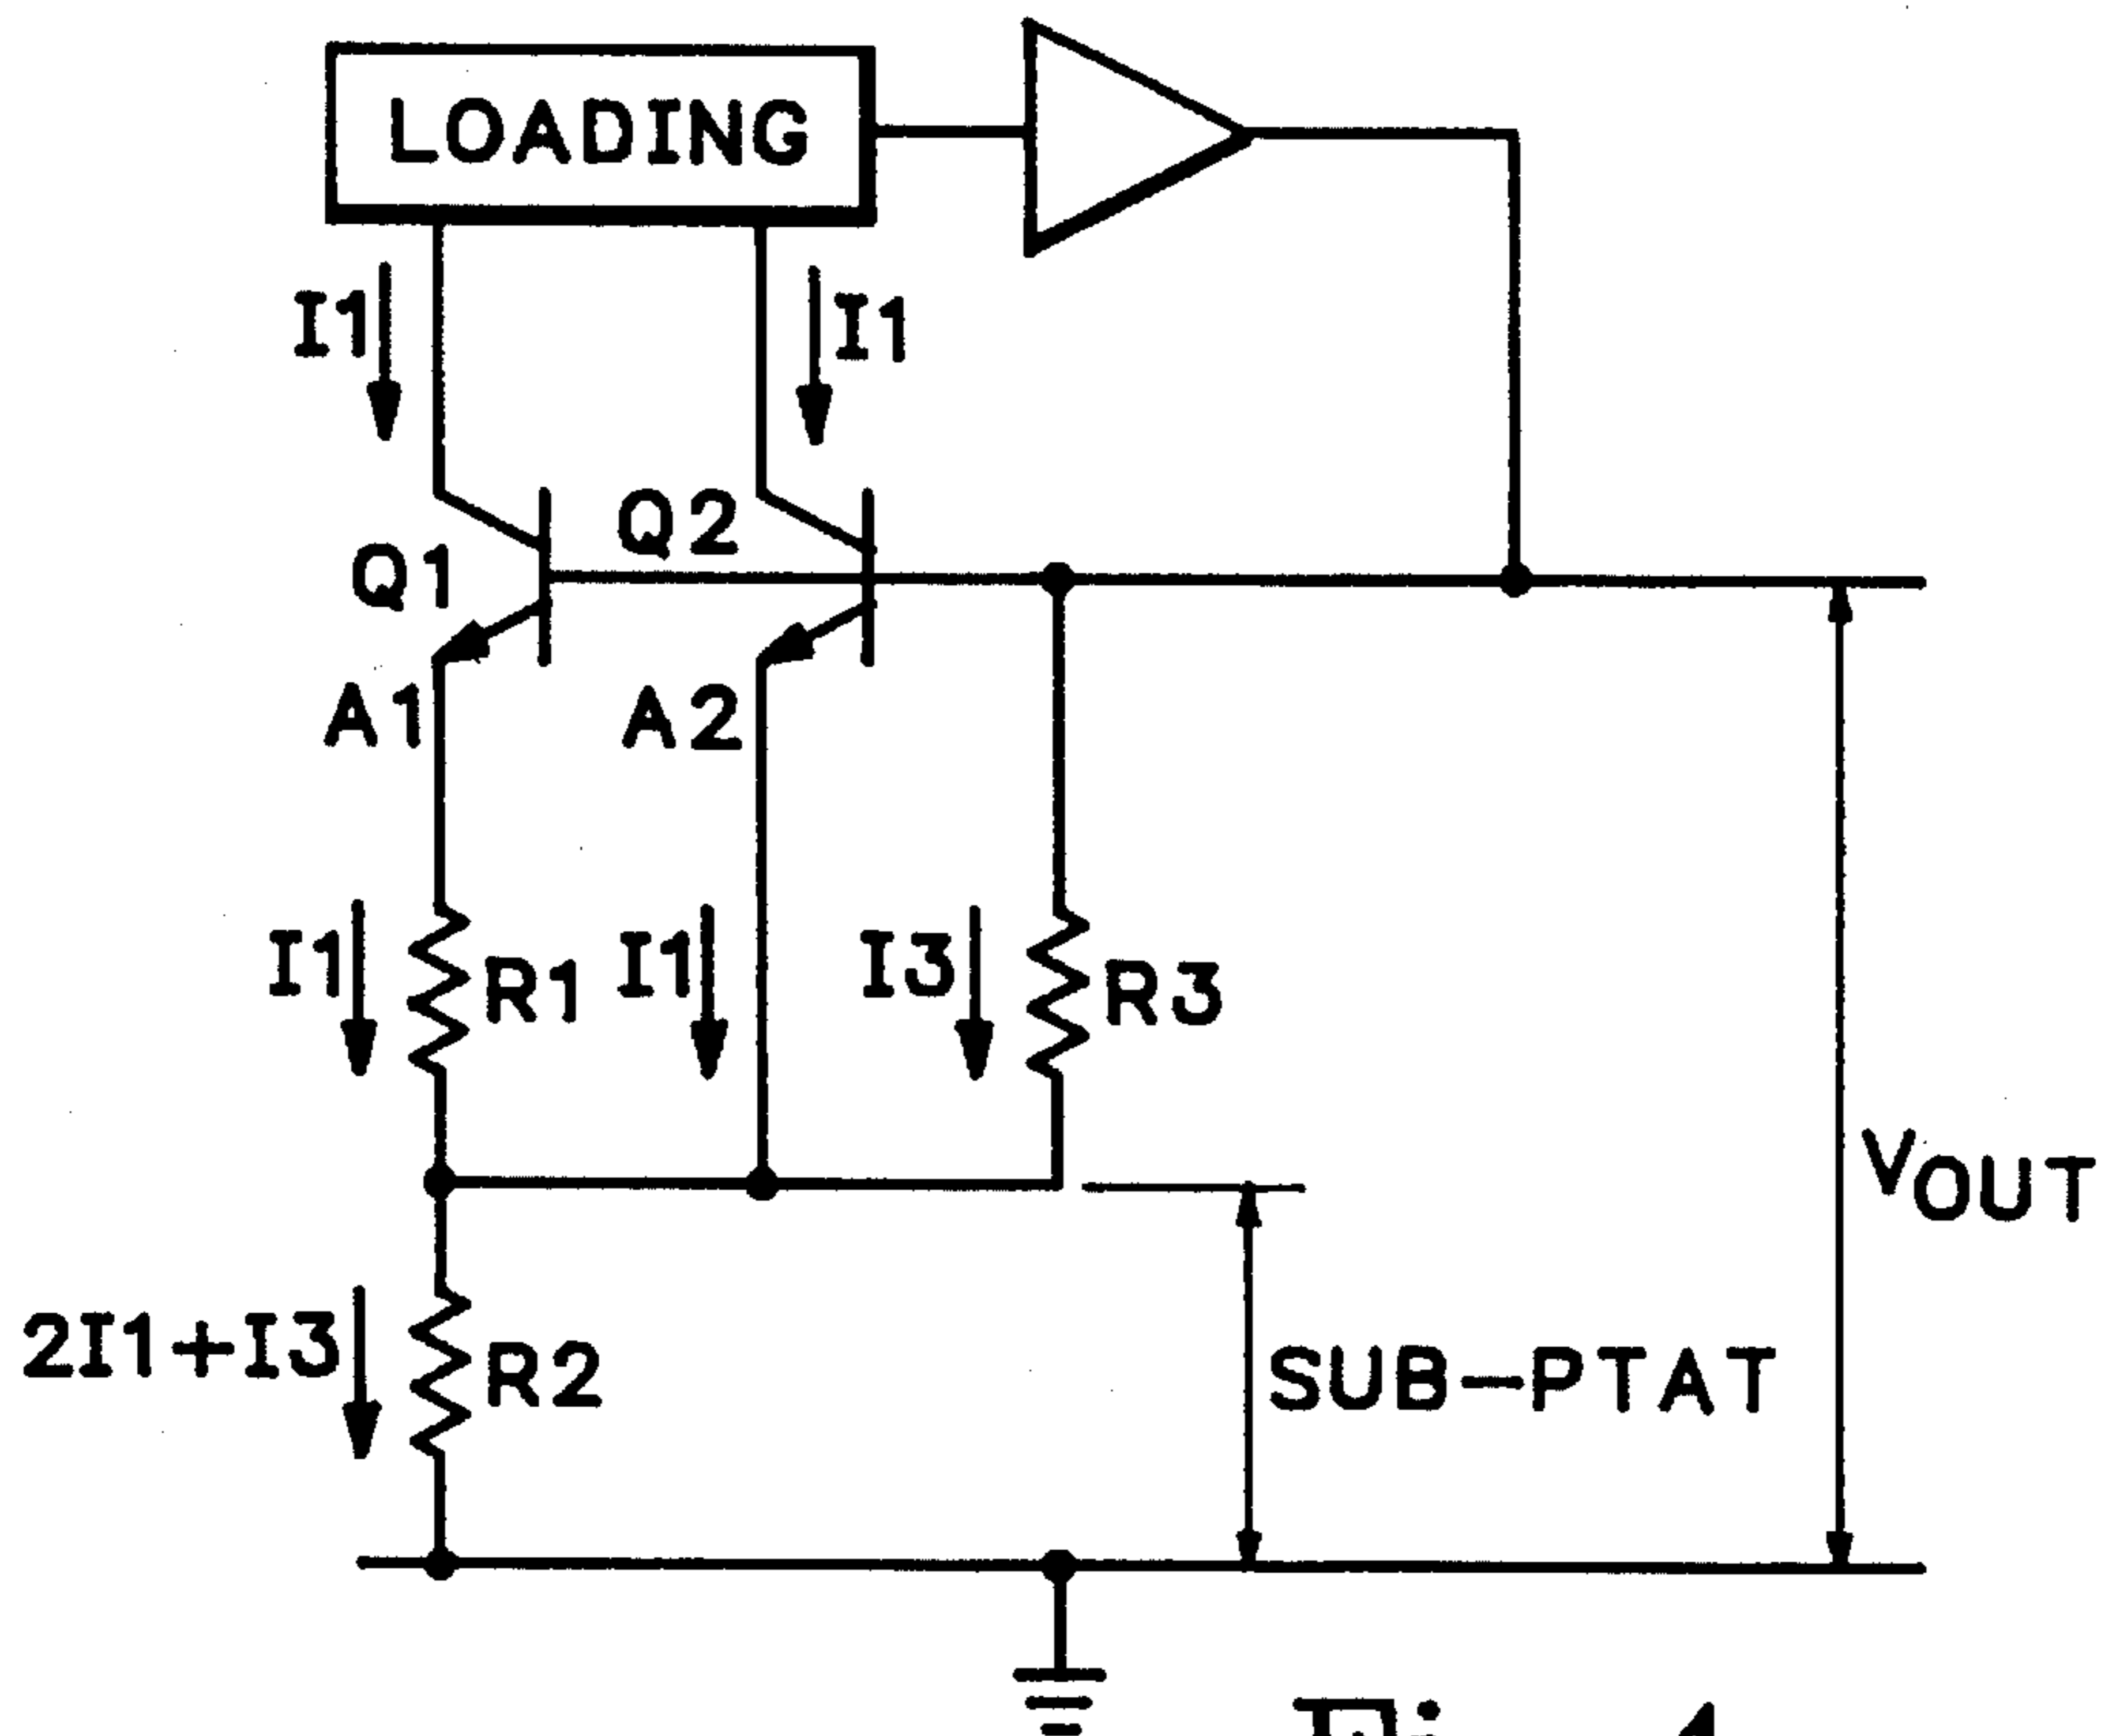 LOADING
I1
I1
Q1
Q2
A1
A2
I1
R1
I1
I3
R3
VOUT
2I1+I3
R2
SUB-PTAT